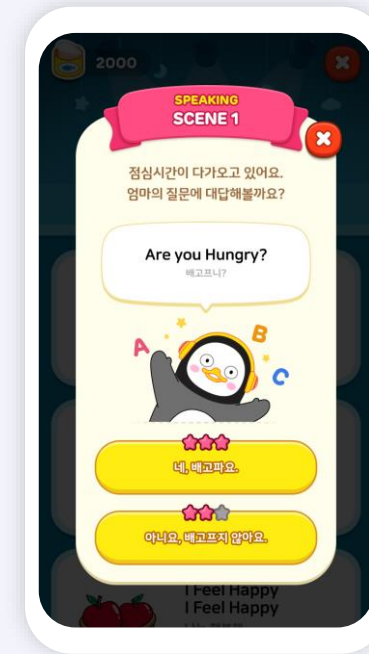 2000
SPEAKING
SCENE 1
점심시간이 다가오고 있어요.
엄마의 질문에 대답해볼까요?
Are you Hungry?
배고프니?
A
B
C
네, 배고파요.
아니요, 배고프지 않아요.
I Feel Happy
I Feel Happy